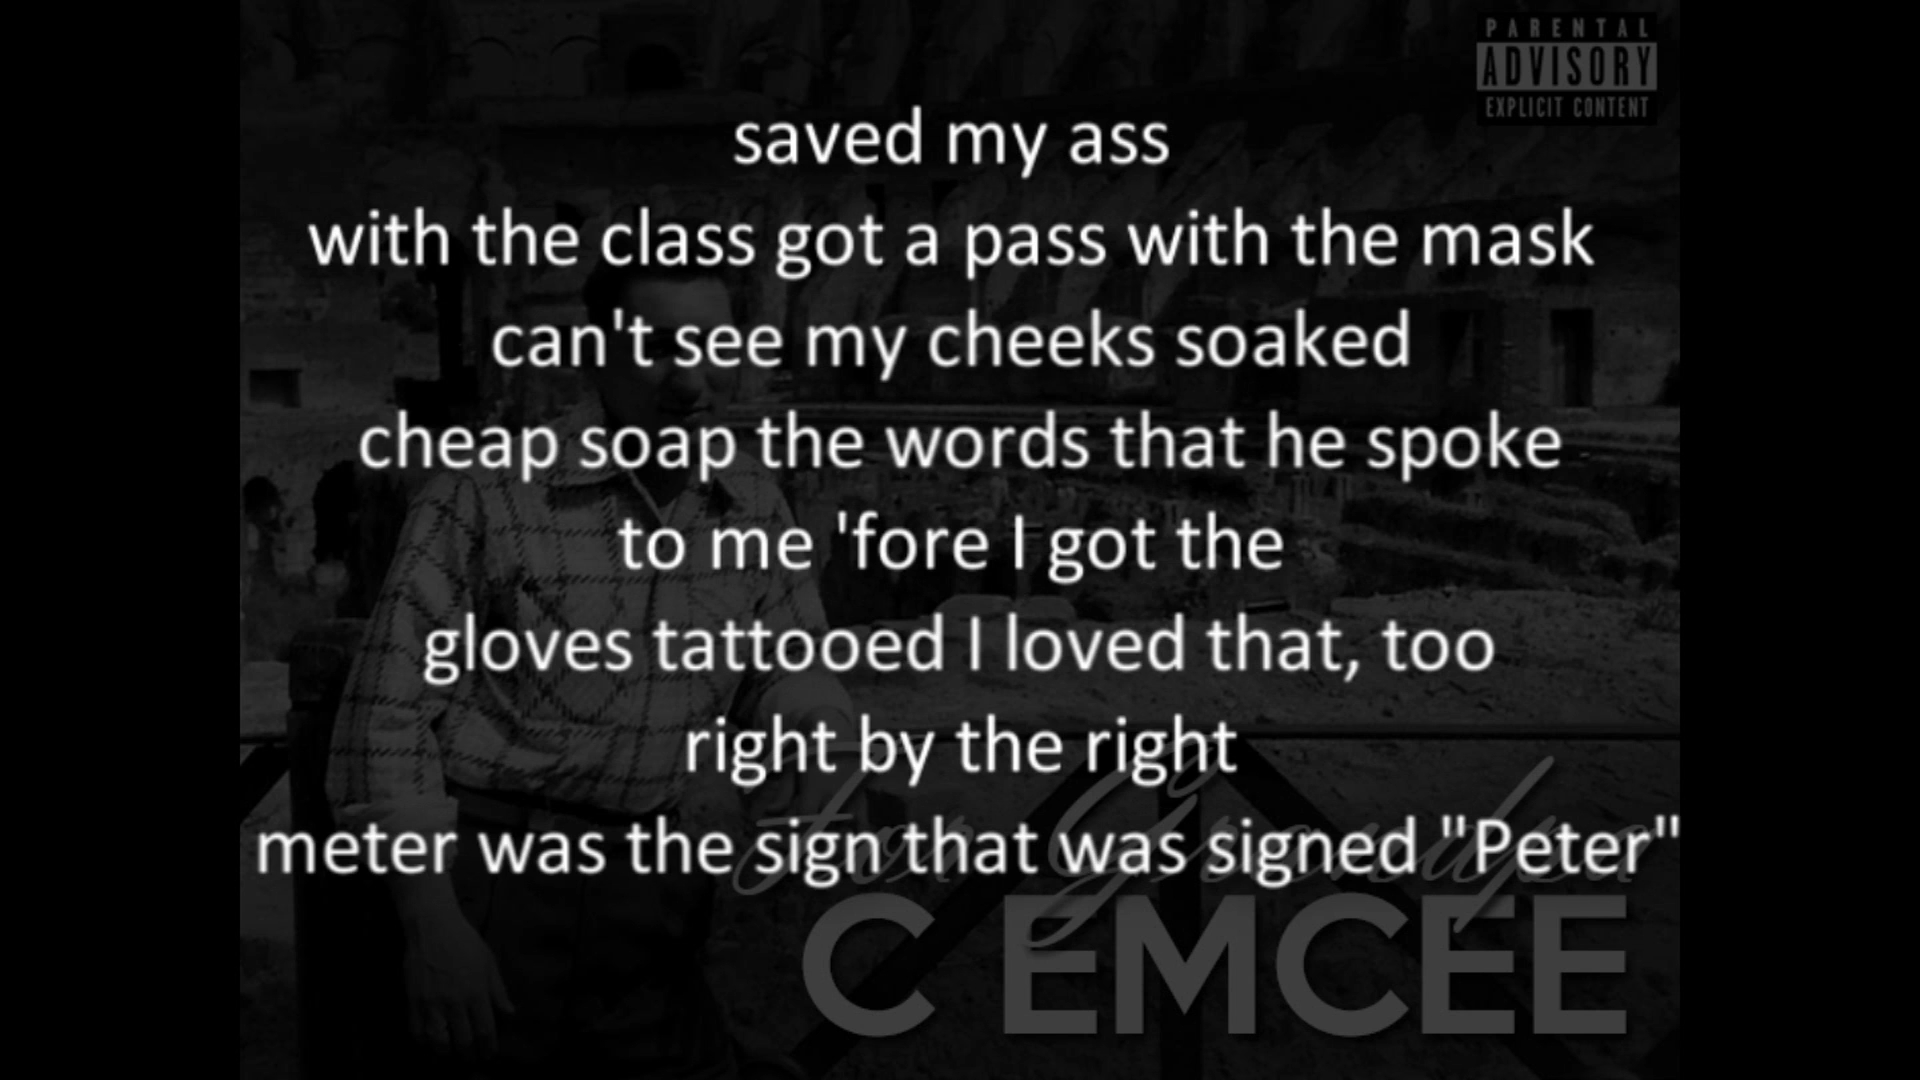 PARENTAL
ADVISORY
EXPLICIT CONTENT
saved my ass
with the class got a pass with the mask
can't see my cheeks soaked
cheap soap the words that he spoke
to me 'fore I got the
gloves tattooed I loved that, too
right by the right
meter was the sign that was signed "Peter"
For Grandpa
C EMCEE